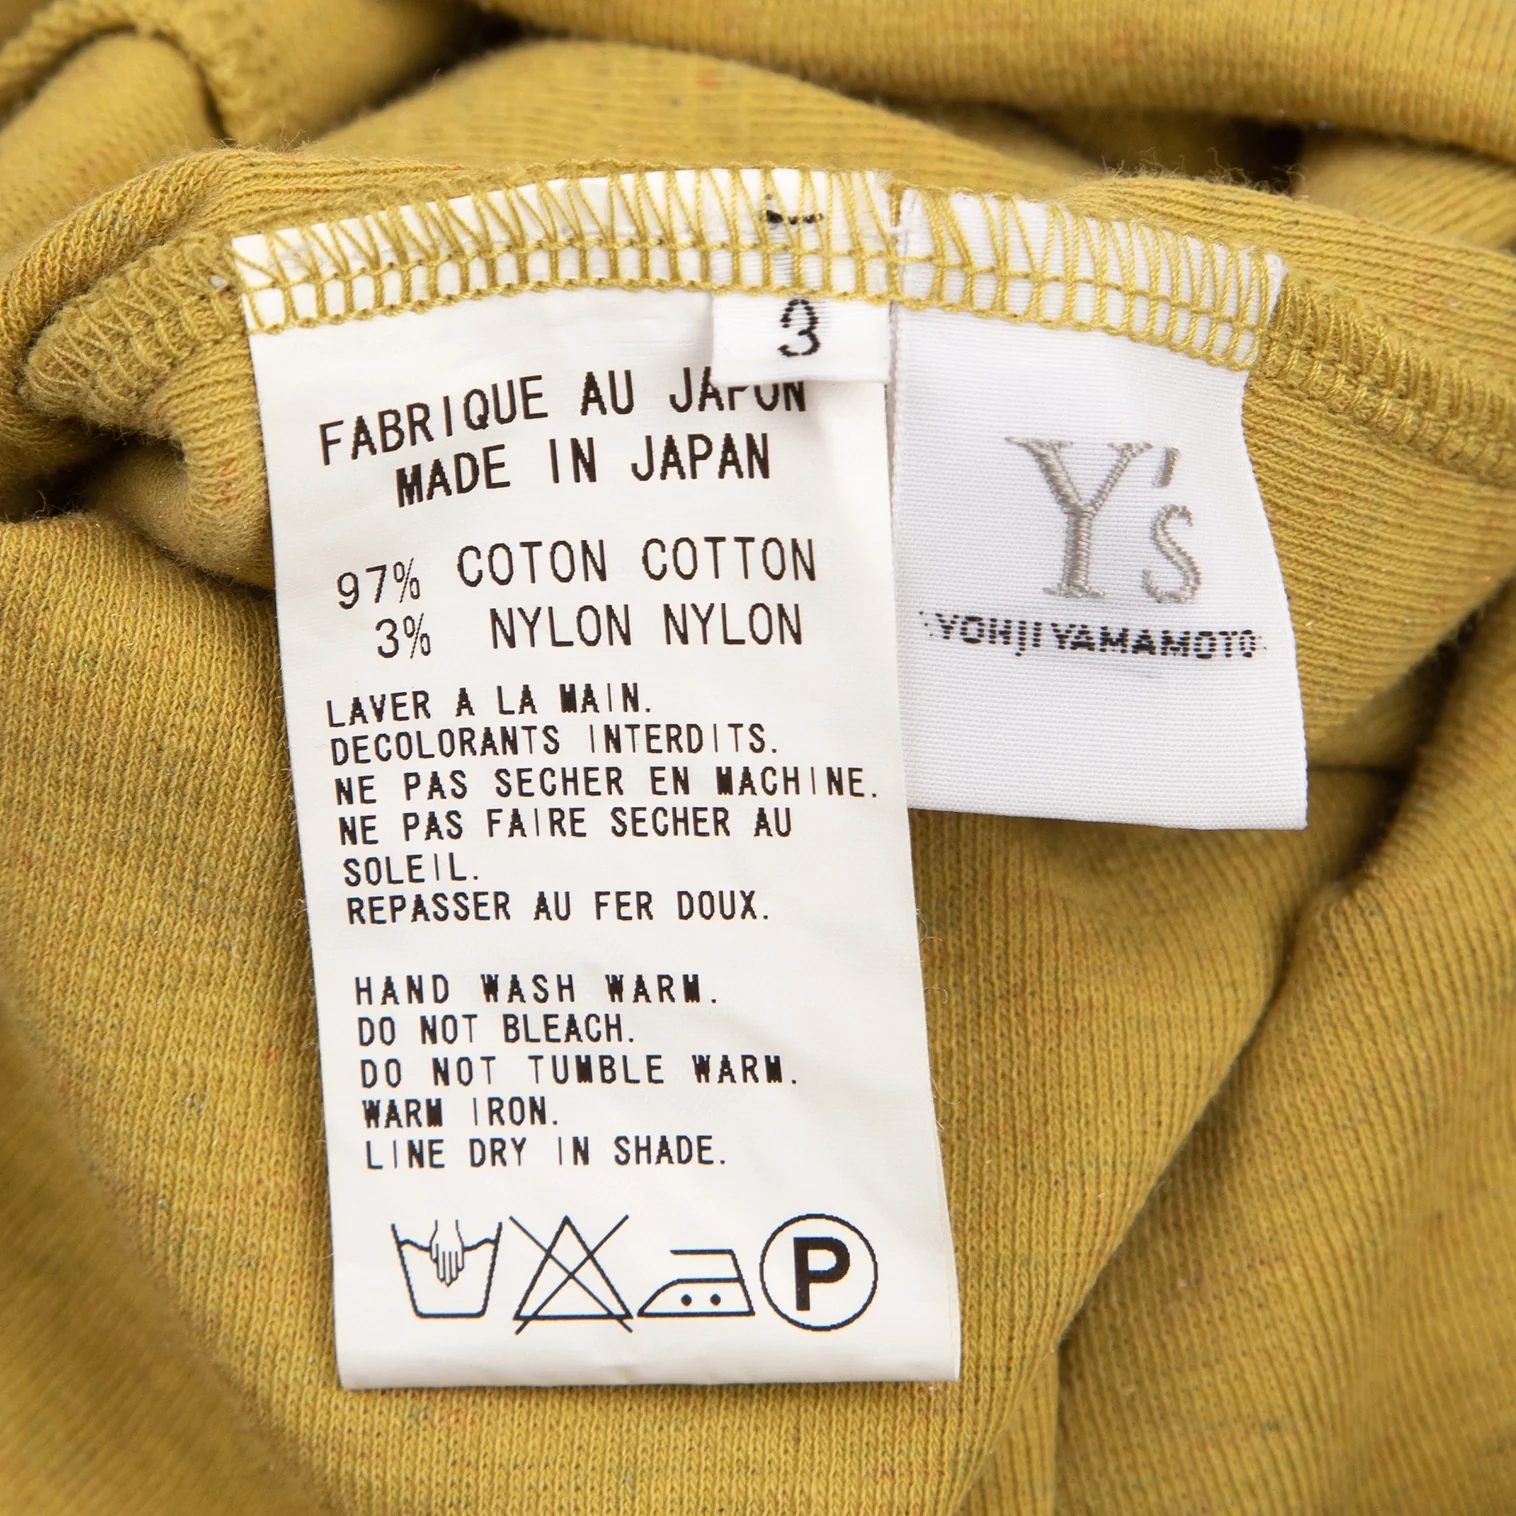 3
FABRIQUE AU JAPON
MADE IN JAPAN
97% COTON COTTON
3% NYLON NYLON
LAVER A LA MAIN.
DECOLORANTS INTERDITS.
NE PAS SECHER EN MACHINE.
NE PAS FAIRE SECHER AU
SOLEIL.
REPASSER AU FER DOUX.
HAND WASH WARM.
DO NOT BLEACH.
DO NOT TUMBLE WARM.
WARM IRON.
LINE DRY IN SHADE.
P
Y's
YOHJI YAMAMOTO